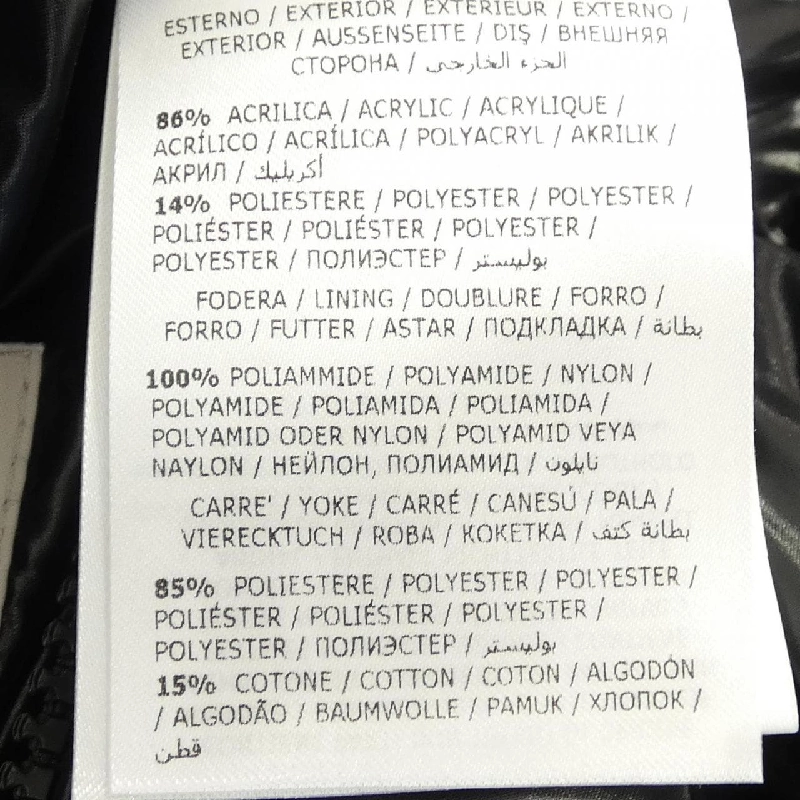 ESTERNO / EXTERIOR / EXTÉRIEUR / EXTERNO /
EXTERIOR / AUSSENSEITE / DIŞ / ВНЕШНЯЯ
СТОРОНА / الجزء الخارجي
86% ACRILICA / ACRYLIC / ACRYLIQUE /
ACRÍLICO / ACRÍLICA / POLYACRYL / AKRILIK /
АКРИЛ / أكريليك
14% POLIESTERE / POLYESTER / POLYESTER /
POLIÉSTER / POLIÉSTER / POLYESTER /
POLYESTER / ПОЛИЭСТЕР / بوليستر
FODERA / LINING / DOUBLURE / FORRO /
FORRO / FUTTER / ASTAR / ПОДКЛАДКА / بطانة
100% POLIAMMIDE / POLYAMIDE / NYLON /
POLYAMIDE / POLIAMIDA / POLIAMIDA /
POLYAMID ODER NYLON / POLYAMID VEYA
NAYLON / НЕЙЛОН, ПОЛИАМИД / نايلون
CARRE' / YOKE / CARRÉ / CANESÚ / PALA /
VIERECKTUCH / ROBA / КОКЕТКА / بطانة كتف
85% POLIESTERE / POLYESTER / POLYESTER /
POLIÉSTER / POLIÉSTER / POLYESTER /
POLYESTER / ПОЛИЭСТЕР / بوليستر
15% COTONE / COTTON / COTON / ALGODÓN
/ ALGODÃO / BAUMWOLLE / PAMUK / ХЛОПОК /
قطن